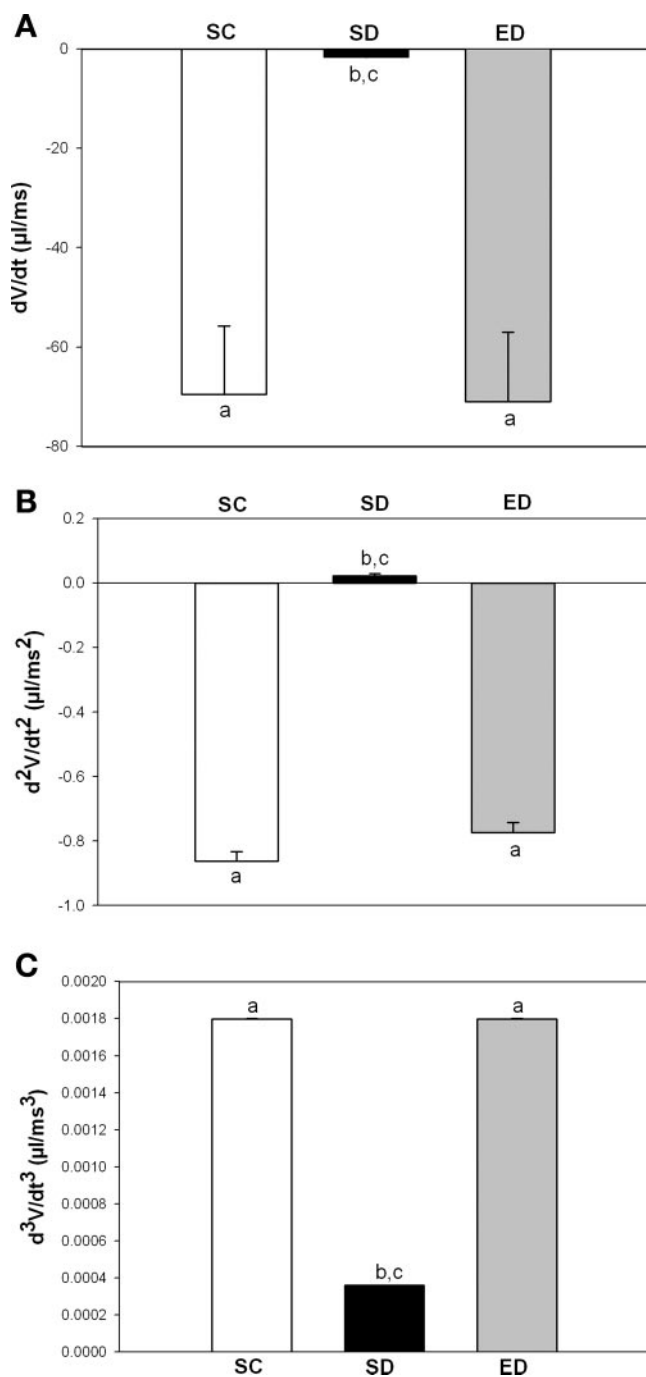 A
SC SD ED
0
b,c
-20
-40
-60
a a
-80
dV/dt (µl/ms)
B
SC SD ED
0.2
b,c
0.0
-0.2
-0.4
-0.6
-0.8
a a
-1.0
d²V/dt² (µl/ms²)
C
0.0020
a a
0.0018
0.0016
0.0014
0.0012
0.0010
0.0008
0.0006
b,c
0.0004
0.0002
0.0000
d³V/dt³ (µl/ms³)
SC SD ED